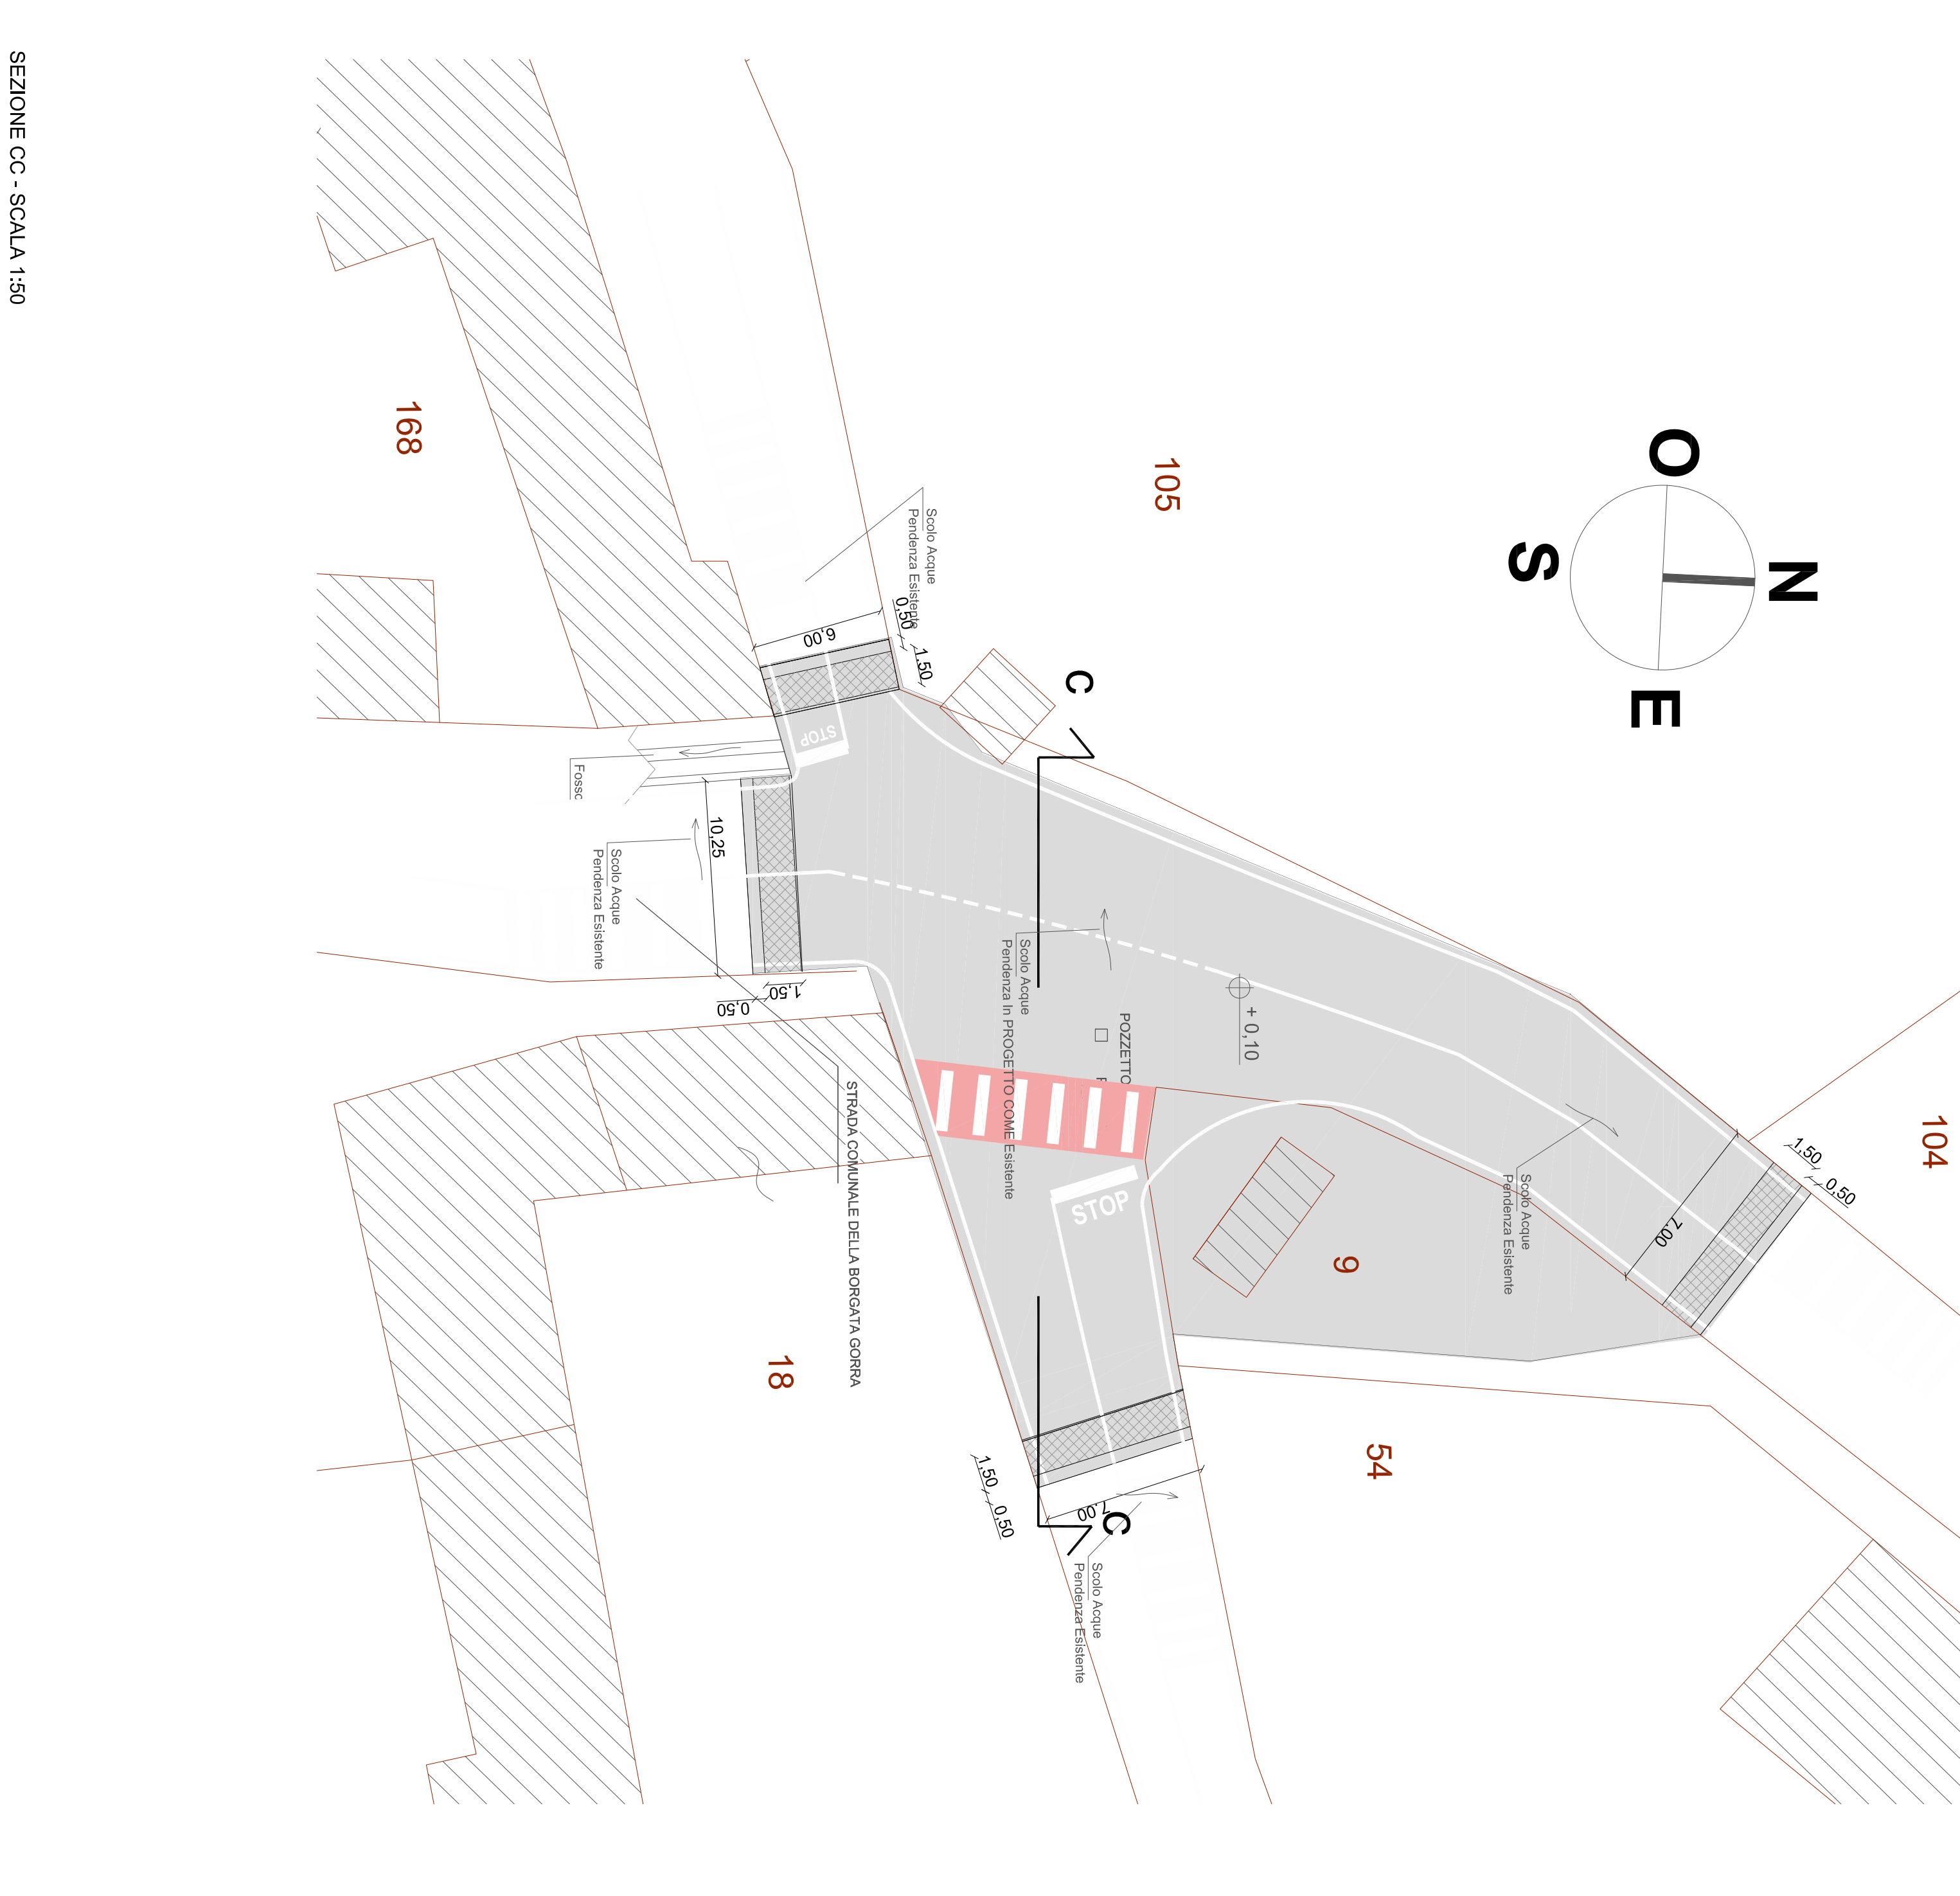 SEZIONE CC - SCALA 1:50
N
O
E
S
104
105
168
9
54
18
Scolo Acque
Pendenza Esistente
6,00
0,50
1,50
C
STOP
Fosso
10,25
Scolo Acque
Pendenza Esistente
1,50
0,50
Scolo Acque
Pendenza In PROGETTO COME Esistente
POZZETTO
+ 0,10
STOP
STRADA COMUNALE DELLA BORGATA GORRA
Scolo Acque
Pendenza Esistente
1,50
0,50
7,00
1,50
0,50
7,00
C
Scolo Acque
Pendenza Esistente